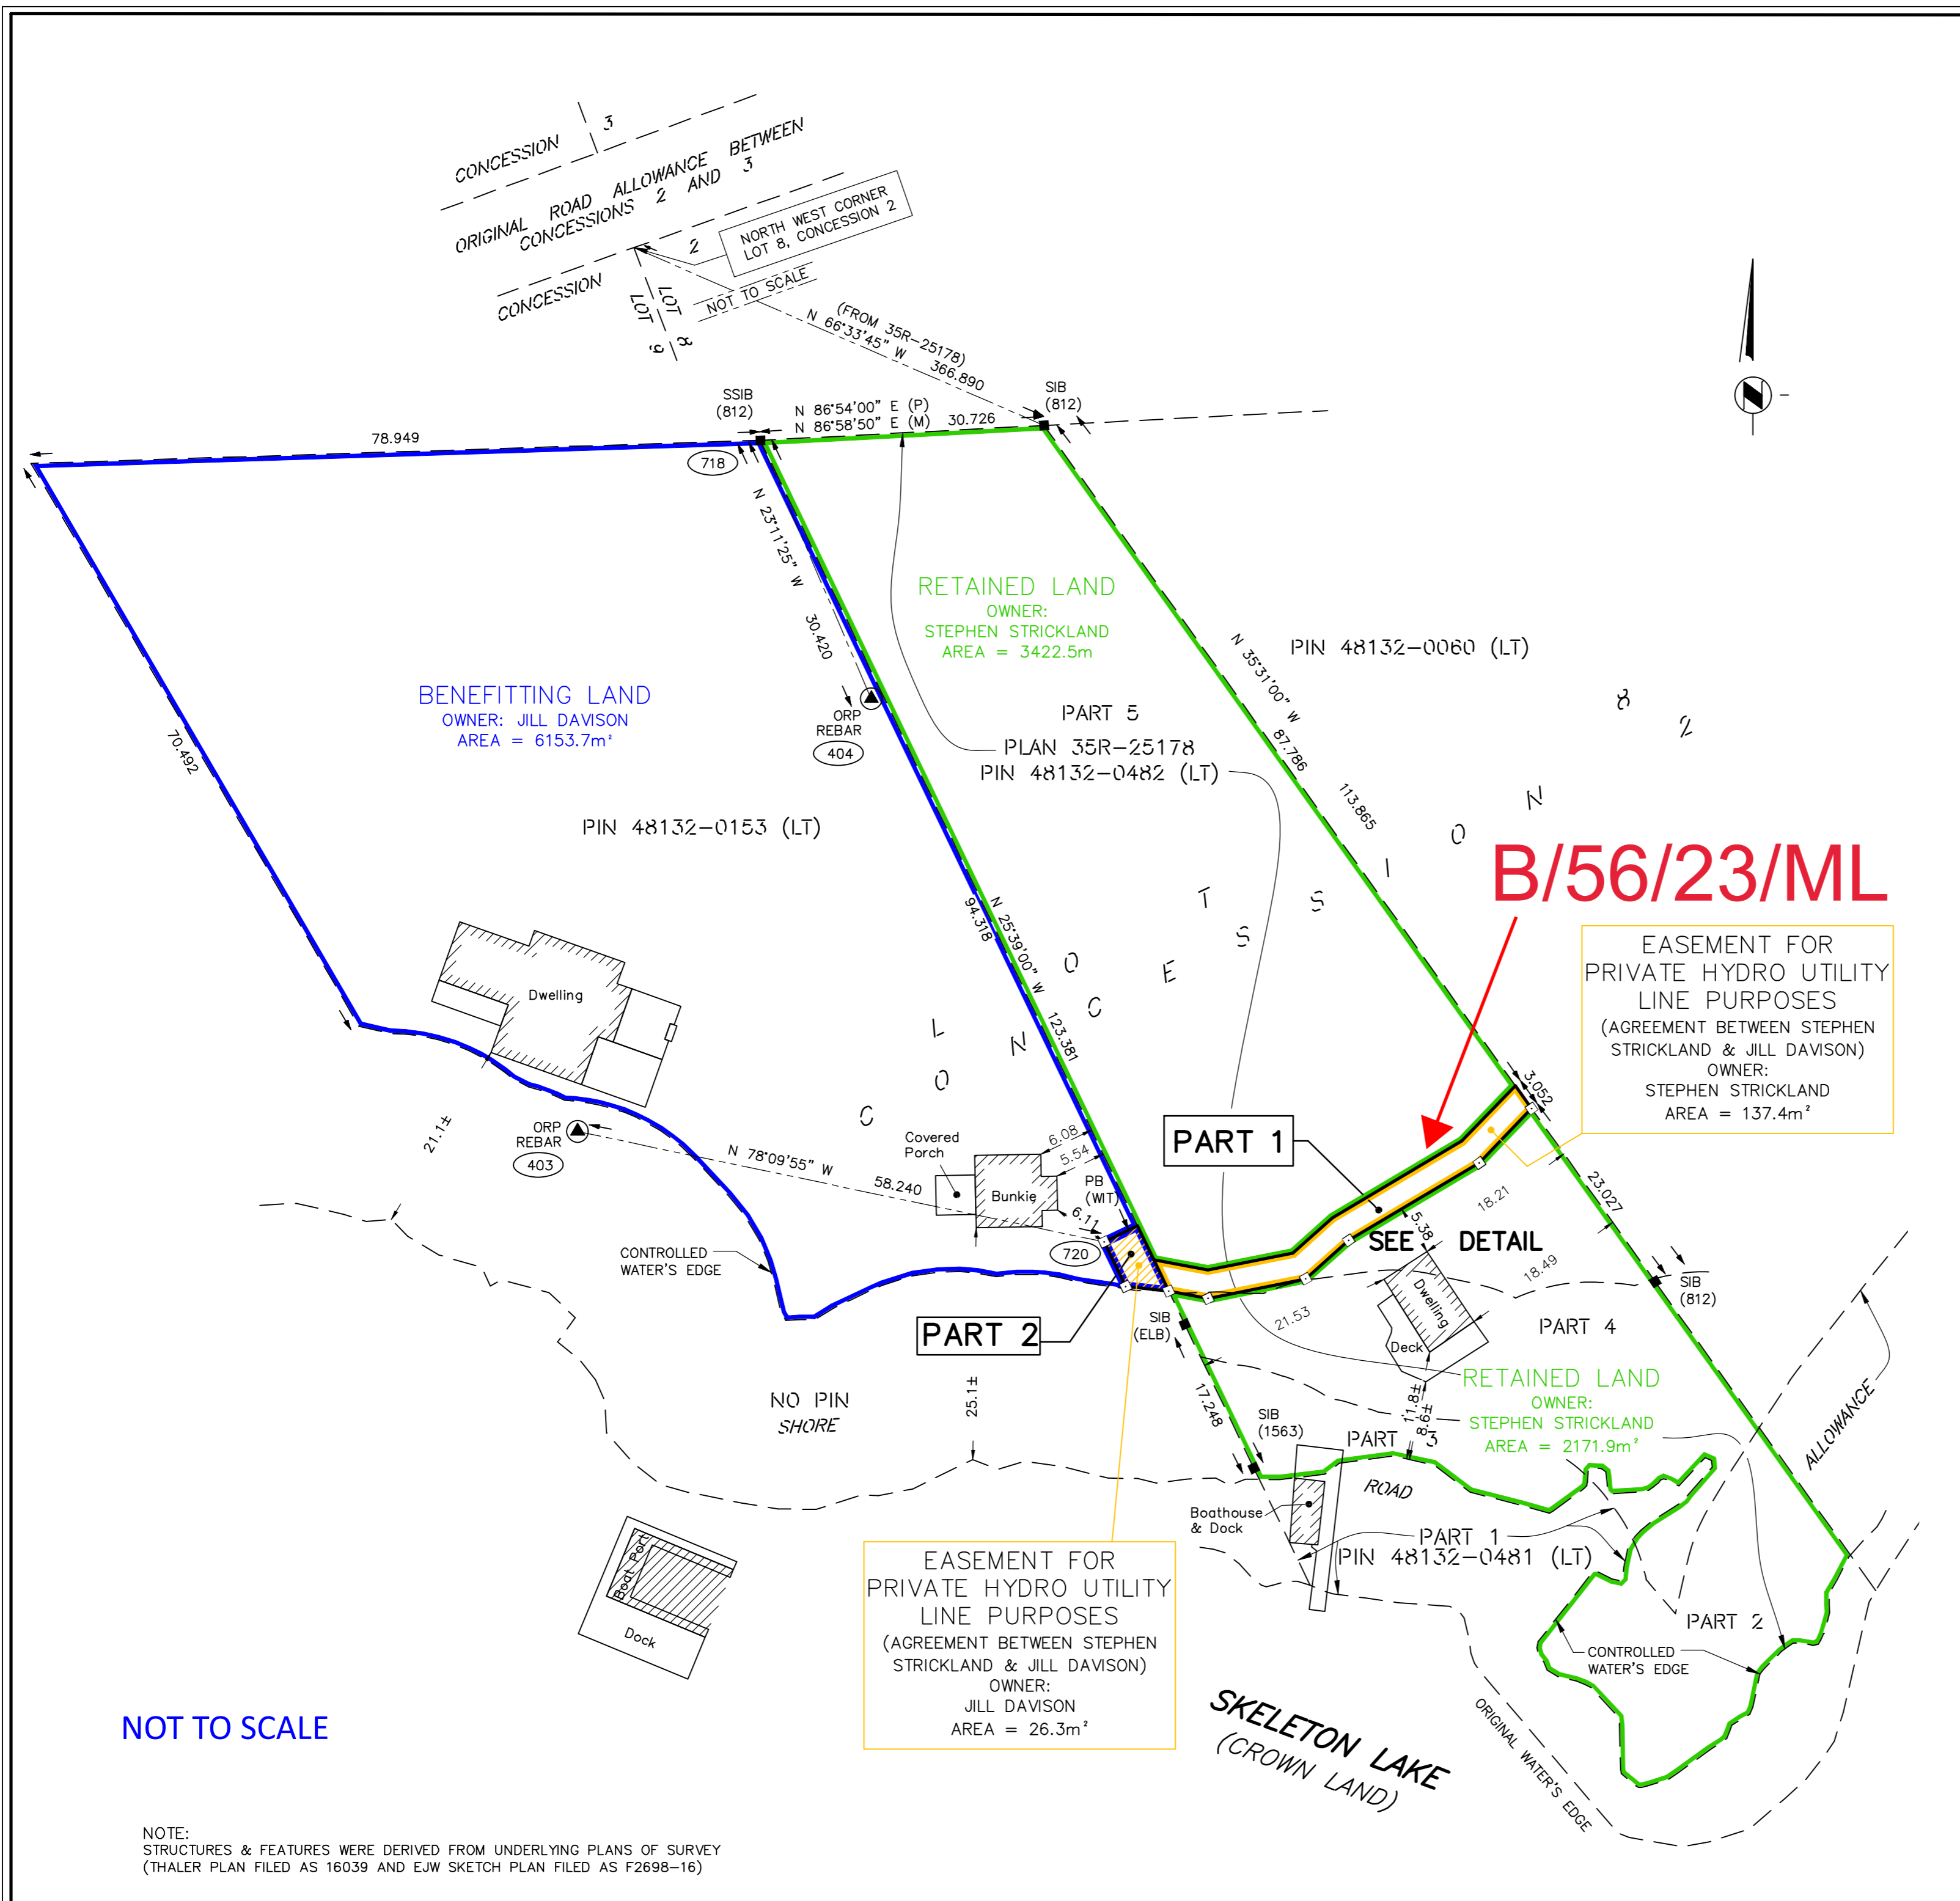 CONCESSION 3
ORIGINAL ROAD ALLOWANCE BETWEEN
CONCESSIONS 2 AND 3
CONCESSION 2
NORTH WEST CORNER
LOT 8, CONCESSION 2
LOT 9
LOT 8
NOT TO SCALE
(FROM 35R-25178)
N 66°33'45" W 366.890
SSIB
(812)
N 86°54'00" E (P)
N 86°58'50" E (M) 30.726
SIB
(812)
78.949
718
N 23°11'25" W 30.420
RETAINED LAND
OWNER:
STEPHEN STRICKLAND
AREA = 3422.5m
N 35°31'00" W 87.786
113.865
PIN 48132-0060 (LT)
BENEFITTING LAND
OWNER: JILL DAVISON
AREA = 6153.7m²
70.492
ORP
REBAR
404
PART 5
PLAN 35R-25178
PIN 48132-0482 (LT)
PIN 48132-0153 (LT)
LOT 8
CONCESSION 2
B/56/23/ML
N 25°39'00" W
94.318
123.381
EASEMENT FOR
PRIVATE HYDRO UTILITY
LINE PURPOSES
(AGREEMENT BETWEEN STEPHEN
STRICKLAND & JILL DAVISON)
OWNER:
STEPHEN STRICKLAND
AREA = 137.4m²
Dwelling
21.1±
ORP
REBAR
403
N 78°09'55" W 58.240
Covered
Porch
Bunkie
6.08
5.54
PB
(WIT)
6.11
720
PART 1
3.052
18.21
23.027
5.38
SEE DETAIL
18.49
Dwelling
Deck
SIB
(812)
CONTROLLED
WATER'S EDGE
PART 2
SIB
(ELB)
21.53
PART 4
NO PIN
SHORE
25.1±
17.248
11.8±
8.6±
RETAINED LAND
OWNER:
STEPHEN STRICKLAND
AREA = 2171.9m²
SIB
(1563)
PART 3
ROAD
ALLOWANCE
Boathouse
& Dock
PART 1
PIN 48132-0481 (LT)
Boat Port
Dock
EASEMENT FOR
PRIVATE HYDRO UTILITY
LINE PURPOSES
(AGREEMENT BETWEEN STEPHEN
STRICKLAND & JILL DAVISON)
OWNER:
JILL DAVISON
AREA = 26.3m²
PART 2
CONTROLLED
WATER'S EDGE
ORIGINAL WATER'S EDGE
SKELETON LAKE
(CROWN LAND)
NOT TO SCALE
NOTE:
STRUCTURES & FEATURES WERE DERIVED FROM UNDERLYING PLANS OF SURVEY
(THALER PLAN FILED AS 16039 AND EJW SKETCH PLAN FILED AS F2698-16)